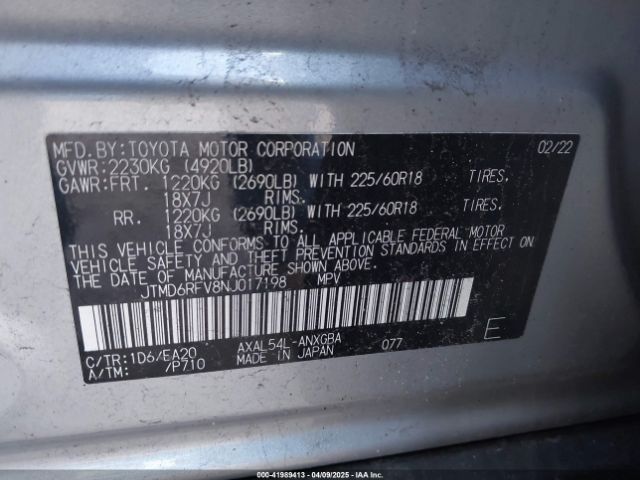 MFD.BY:TOYOTA MOTOR CORPORATION 02/22
GVWR:2230KG (4920LB)
GAWR:FRT. 1220KG (2690LB) WITH 225/60R18 TIRES.
18X7J RIMS.
RR. 1220KG (2690LB) WITH 225/60R18 TIRES.
18X7J RIMS.
THIS VEHICLE CONFORMS TO ALL APPLICABLE FEDERAL MOTOR
VEHICLE SAFETY AND THEFT PREVENTION STANDARDS IN EFFECT ON
THE DATE OF MANUFACTURE SHOWN ABOVE.
JTMD6RFV8NJ017198 MPV
C/TR:1D6/EA20 AXAL54L-ANXGBA 077 E
A/TM: /P710 MADE IN JAPAN
000-41989413 - 04/09/2025 - IAA Inc.